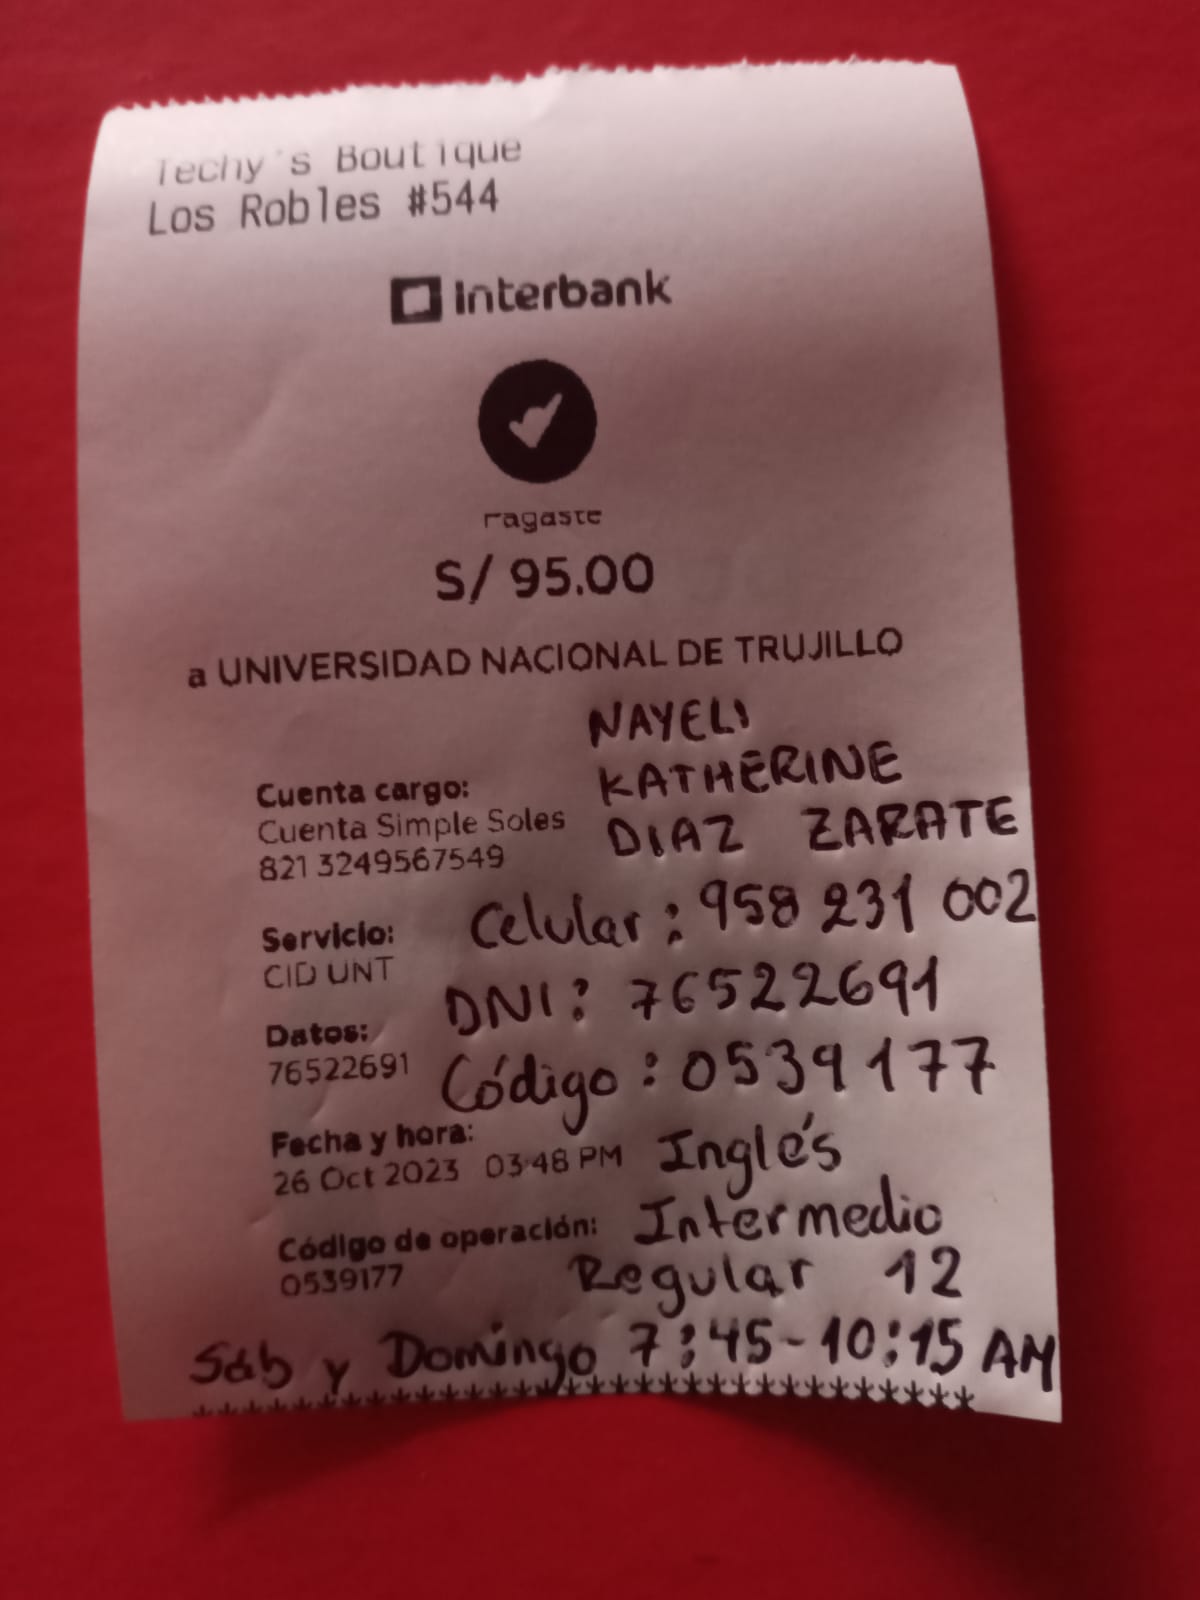 Techy's Boutique
Los Robles #544
Interbank
Pagaste
S/ 95.00
a UNIVERSIDAD NACIONAL DE TRUJILLO
NAYELI
KATHERINE
DIAZ ZARATE
Cuenta cargo:
Cuenta Simple Soles
821 3249567549
Celular: 958 231 002
Servicio:
CID UNT
DNI: 76522691
Datos:
76522691
Código: 0539177
Fecha y hora:
26 Oct 2023 03:48 PM
Inglés
Intermedio
Regular 12
Código de operación:
0539177
Sáb y Domingo 7:45-10:15 AM
*****************************